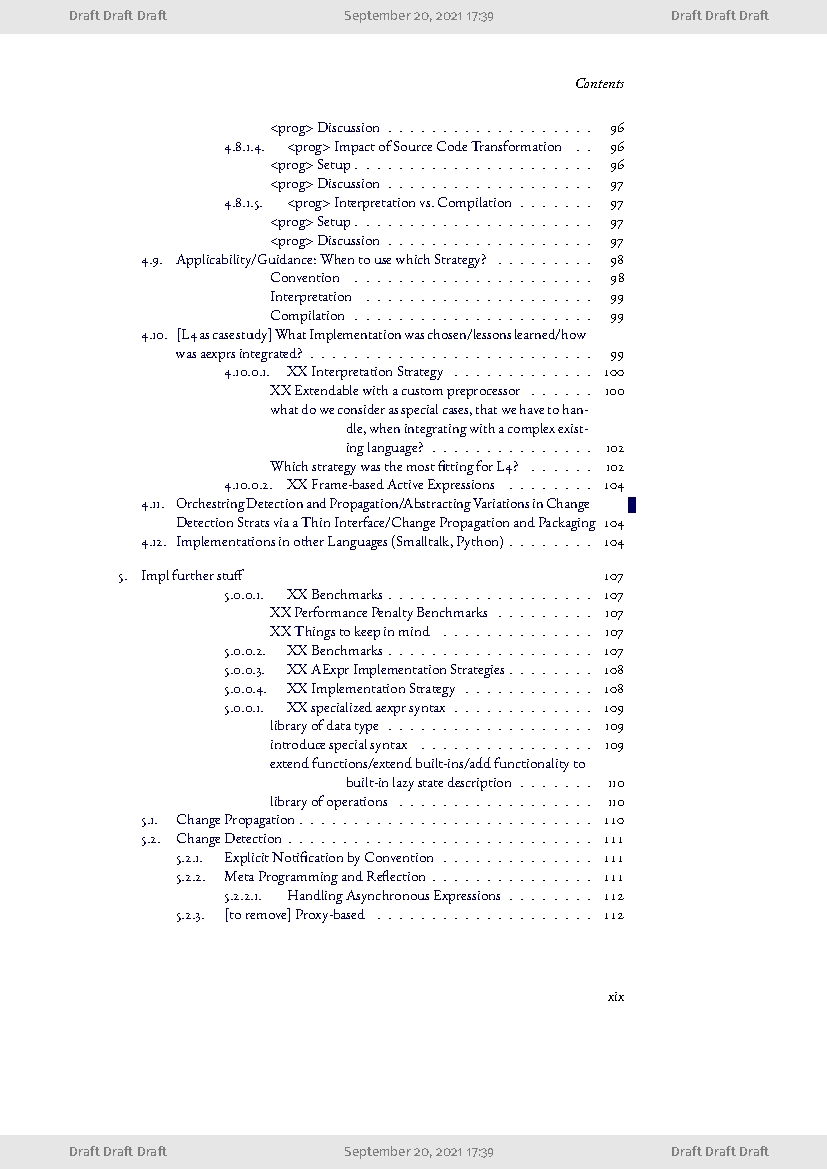 Draft Draft Draft September 20, 2021 17:39 Draft Draft Draft
Contents
<prog> Discussion . . . . . . . . . . . . . . . . . . . 96
4.8.1.4. <prog> Impact of Source Code Transformation . . 96
<prog> Setup . . . . . . . . . . . . . . . . . . . . . . 96
<prog> Discussion . . . . . . . . . . . . . . . . . . . 97
4.8.1.5. <prog> Interpretation vs. Compilation . . . . . . . 97
<prog> Setup . . . . . . . . . . . . . . . . . . . . . . 97
<prog> Discussion . . . . . . . . . . . . . . . . . . . 97
4.9. Applicability/Guidance: When to use which Strategy? . . . . . . . . . 98
Convention . . . . . . . . . . . . . . . . . . . . . . 98
Interpretation . . . . . . . . . . . . . . . . . . . . . 99
Compilation . . . . . . . . . . . . . . . . . . . . . . 99
4.10. [L4 as case study] What Implementation was chosen/lessons learned/how
was aexprs integrated? . . . . . . . . . . . . . . . . . . . . . . . . . . 99
4.10.0.1. XX Interpretation Strategy . . . . . . . . . . . . . 100
XX Extendable with a custom preprocessor . . . . . . 100
what do we consider as special cases, that we have to han-
dle, when integrating with a complex exist-
ing language? . . . . . . . . . . . . . . . 102
Which strategy was the most fitting for L4? . . . . . . 102
4.10.0.2. XX Frame-based Active Expressions . . . . . . . . 104
4.11. Orchestring Detection and Propagation/Abstracting Variations in Change
Detection Strats via a Thin Interface/Change Propagation and Packaging 104
4.12. Implementations in other Languages (Smalltalk, Python) . . . . . . . . 104
5. Impl further stuff 107
5.0.0.1. XX Benchmarks . . . . . . . . . . . . . . . . . . . 107
XX Performance Penalty Benchmarks . . . . . . . . . 107
XX Things to keep in mind . . . . . . . . . . . . . . 107
5.0.0.2. XX Benchmarks . . . . . . . . . . . . . . . . . . . 107
5.0.0.3. XX AExpr Implementation Strategies . . . . . . . . 108
5.0.0.4. XX Implementation Strategy . . . . . . . . . . . . 108
5.0.0.1. XX specialized aexpr syntax . . . . . . . . . . . . . 109
library of data type . . . . . . . . . . . . . . . . . . . 109
introduce special syntax . . . . . . . . . . . . . . . . 109
extend functions/extend built-ins/add functionality to
built-in lazy state description . . . . . . . 110
library of operations . . . . . . . . . . . . . . . . . . 110
5.1. Change Propagation . . . . . . . . . . . . . . . . . . . . . . . . . . . 110
5.2. Change Detection . . . . . . . . . . . . . . . . . . . . . . . . . . . . 111
5.2.1. Explicit Notification by Convention . . . . . . . . . . . . . . 111
5.2.2. Meta Programming and Reflection . . . . . . . . . . . . . . . 111
5.2.2.1. Handling Asynchronous Expressions . . . . . . . . 112
5.2.3. [to remove] Proxy-based . . . . . . . . . . . . . . . . . . . . 112
xix
Draft Draft Draft September 20, 2021 17:39 Draft Draft Draft